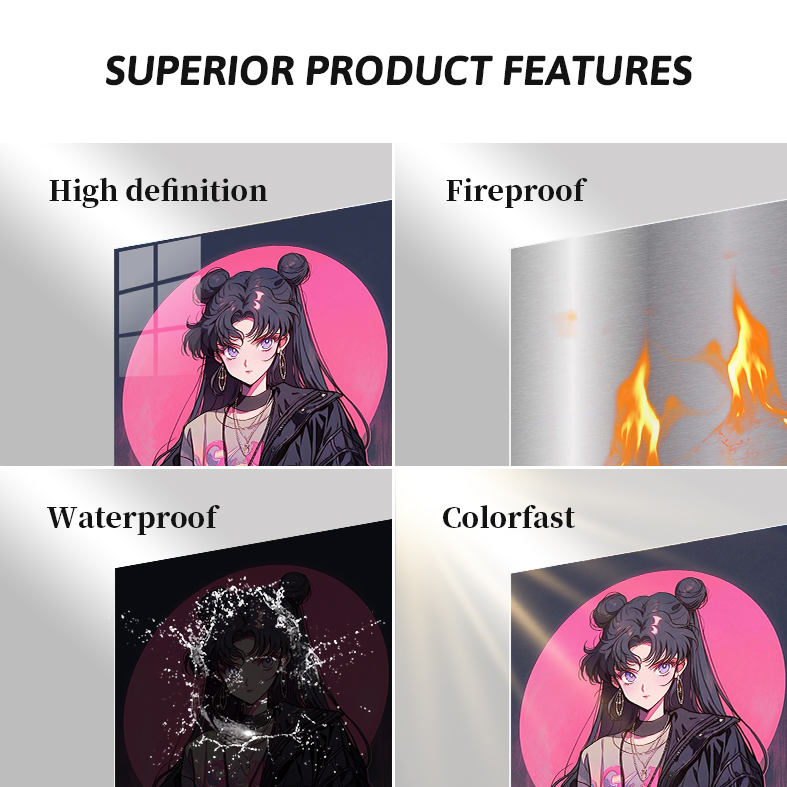 SUPERIOR PRODUCT FEATURES
High definition
Fireproof
Waterproof
Colorfast